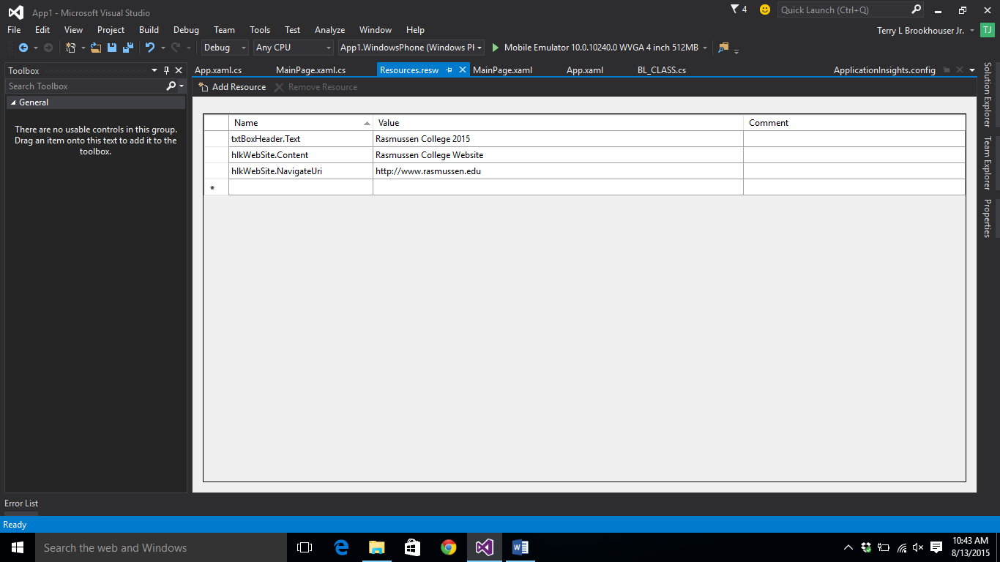 App1 - Microsoft Visual Studio
4
Quick Launch (Ctrl+Q)
File Edit View Project Build Debug Team Tools Test Analyze Window Help
Terry L Brookhouser Jr. TJ
Debug Any CPU App1.WindowsPhone (Windows Ph Mobile Emulator 10.0.10240.0 WVGA 4 inch 512MB
Toolbox
Search Toolbox
General
There are no usable controls in this group.
Drag an item onto this text to add it to the
toolbox.
App.xaml.cs MainPage.xaml.cs Resources.resw MainPage.xaml App.xaml BL_CLASS.cs ApplicationInsights.config
Add Resource Remove Resource
Name Value Comment
txtBoxHeader.Text Rasmussen College 2015
hlkWebSite.Content Rasmussen College Website
hlkWebSite.NavigateUri http://www.rasmussen.edu
*
Solution Explorer
Team Explorer
Properties
Error List
Ready
Search the web and Windows
10:43 AM
8/13/2015